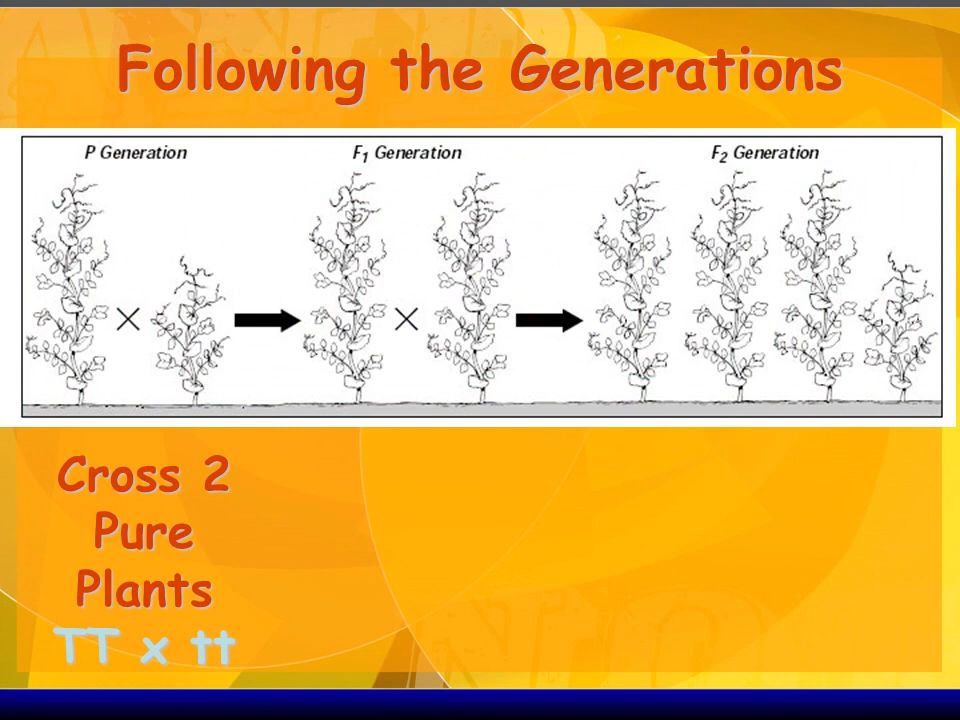 Following the Generations
P Generation
F1 Generation
F2 Generation
Cross 2
Pure
Plants
TT x tt